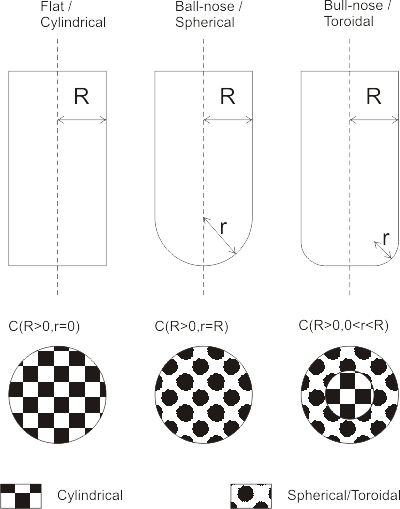 Flat /
Cylindrical
Ball-nose /
Spherical
Bull-nose /
Toroidal
R
R
R
r
r
C(R>0,r=0)
C(R>0,r=R)
C(R>0,0<r<R)
Cylindrical
Spherical/Toroidal